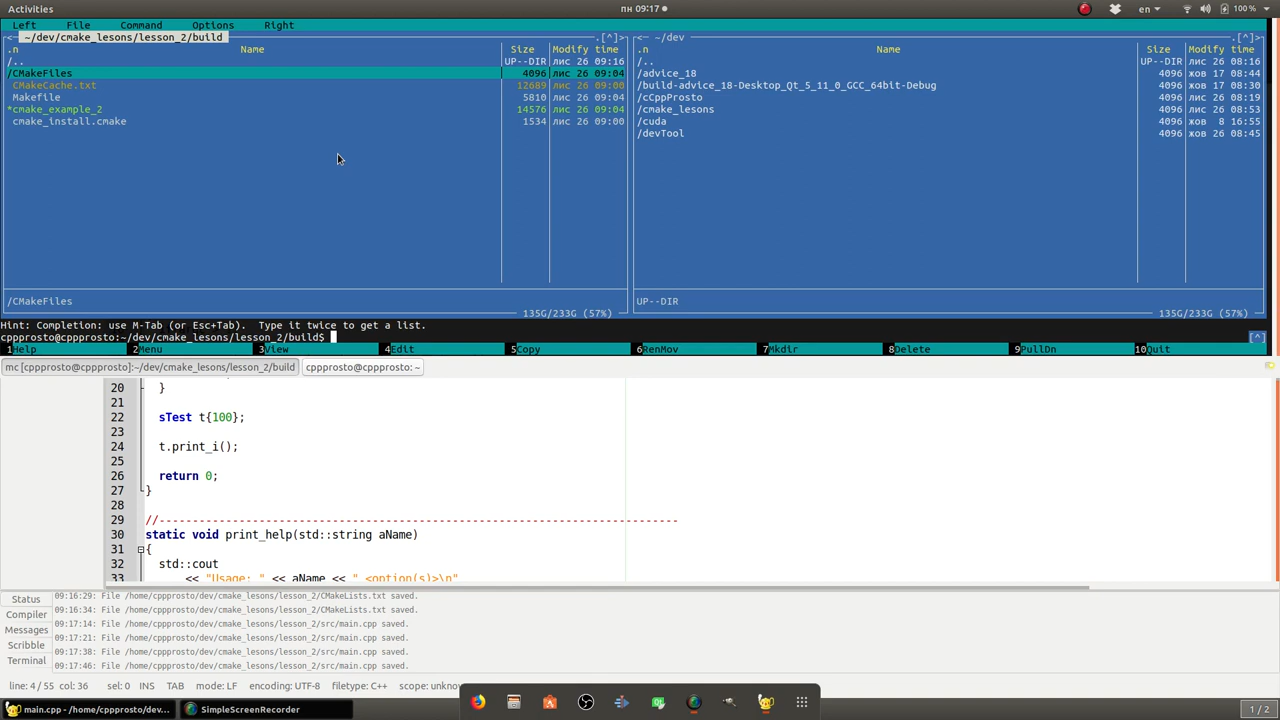 Activities
пн 09:17
en
100 %
Left File Command Options Right
<─ ~/dev/cmake_lesons/lesson_2/build .[^]>
.n Name Size Modify time
/.. UP--DIR лис 26 09:16
/CMakeFiles 4096 лис 26 09:04
CMakeCache.txt 12689 лис 26 09:00
Makefile 5810 лис 26 09:04
*cmake_example_2 14576 лис 26 09:04
cmake_install.cmake 1534 лис 26 09:00
/CMakeFiles
135G/233G (57%)
<─ ~/dev .[^]>
.n Name Size Modify time
/.. UP--DIR лис 26 08:16
/advice_18 4096 жов 17 08:44
/build-advice_18-Desktop_Qt_5_11_0_GCC_64bit-Debug 4096 жов 17 08:30
/cCppProsto 4096 лис 26 08:19
/cmake_lesons 4096 лис 26 08:53
/cuda 4096 жов 8 16:55
/devTool 4096 жов 26 08:45
UP--DIR
135G/233G (57%)
Hint: Completion: use M-Tab (or Esc+Tab). Type it twice to get a list.
cppprosto@cppprosto:~/dev/cmake_lesons/lesson_2/build$ [^]
1Help 2Menu 3View 4Edit 5Copy 6RenMov 7Mkdir 8Delete 9PullDn 10Quit
mc [cppprosto@cppprosto]:~/dev/cmake_lesons/lesson_2/build
cppprosto@cppprosto: ~
20 }
21
22 sTest t{100};
23
24 t.print_i();
25
26 return 0;
27 }
28
29 //-------------------------------------------------------------------------------
30 static void print_help(std::string aName)
31 {
32 std::cout
33 << "Usage: " << aName << " <option(s)>\n"
Status
Compiler
Messages
Scribble
Terminal
09:16:29: File /home/cppprosto/dev/cmake_lesons/lesson_2/CMakeLists.txt saved.
09:16:34: File /home/cppprosto/dev/cmake_lesons/lesson_2/CMakeLists.txt saved.
09:17:14: File /home/cppprosto/dev/cmake_lesons/lesson_2/src/main.cpp saved.
09:17:21: File /home/cppprosto/dev/cmake_lesons/lesson_2/src/main.cpp saved.
09:17:38: File /home/cppprosto/dev/cmake_lesons/lesson_2/src/main.cpp saved.
09:17:46: File /home/cppprosto/dev/cmake_lesons/lesson_2/src/main.cpp saved.
line: 4 / 55 col: 36 sel: 0 INS TAB mode: LF encoding: UTF-8 filetype: C++ scope: unknow
main.cpp - /home/cppprosto/dev...
SimpleScreenRecorder
1 / 2